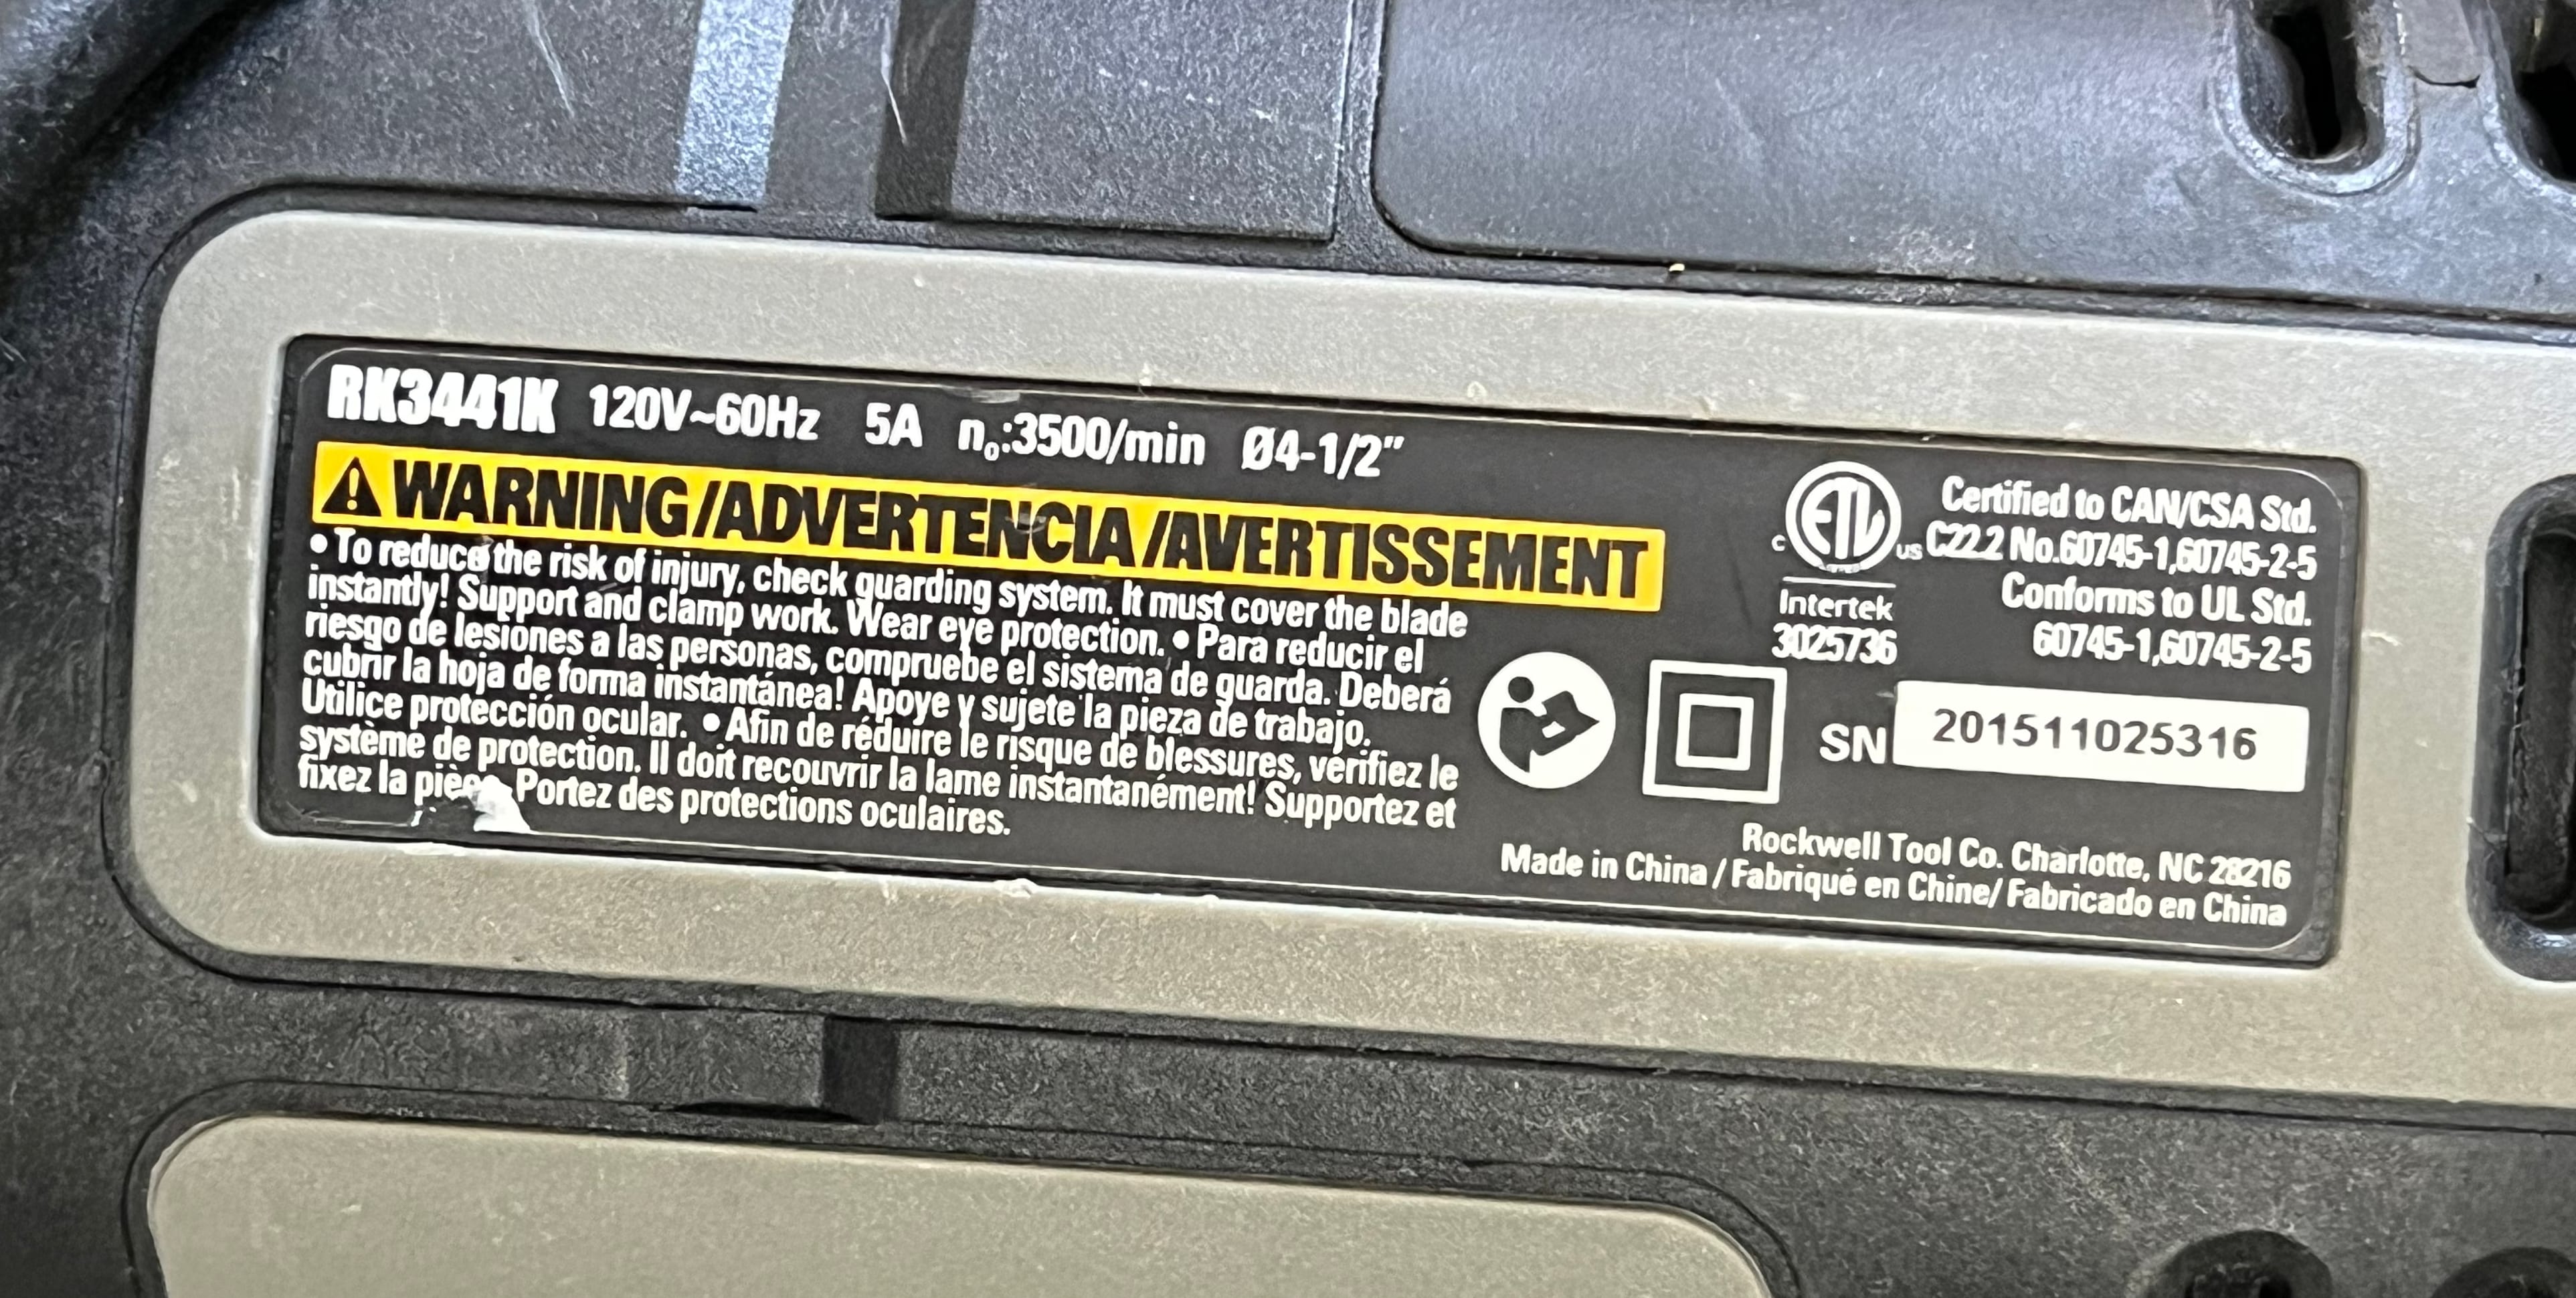 RK3441K 120V~60Hz 5A n₀:3500/min Ø4-1/2"
WARNING/ADVERTENCIA/AVERTISSEMENT
• To reduce the risk of injury, check guarding system. It must cover the blade
instantly! Support and clamp work. Wear eye protection. • Para reducir el
riesgo de lesiones a las personas, compruebe el sistema de guarda. Deberá
cubrir la hoja de forma instantánea! Apoye y sujete la pieza de trabajo.
Utilice protección ocular. • Afin de réduire le risque de blessures, vérifiez le
système de protection. Il doit recouvrir la lame instantanément! Supportez et
fixez la pièce. Portez des protections oculaires.
c ETL us
Intertek
3025736
Certified to CAN/CSA Std.
C22.2 No.60745-1,60745-2-5
Conforms to UL Std.
60745-1,60745-2-5
SN 201511025316
Rockwell Tool Co. Charlotte, NC 28216
Made in China / Fabriqué en Chine/ Fabricado en China